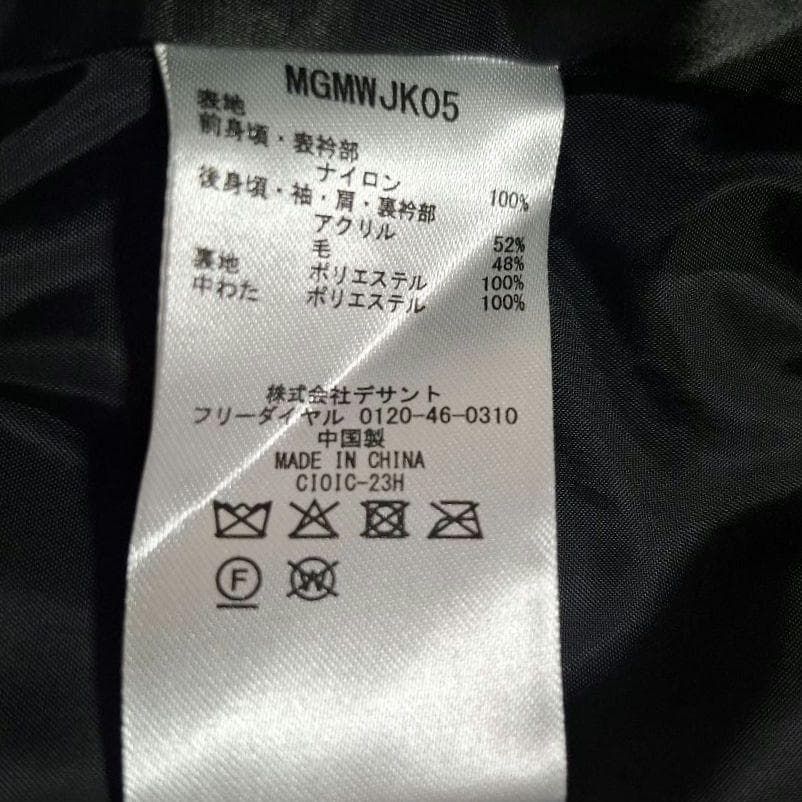 MGMWJK05
表地
前身頃・表衿部
ナイロン 100%
後身頃・袖・肩・裏衿部
アクリル 52%
毛 48%
裏地 ポリエステル 100%
中わた ポリエステル 100%
株式会社デサント
フリーダイヤル 0120-46-0310
中国製
MADE IN CHINA
CIOIC-23H
F
W